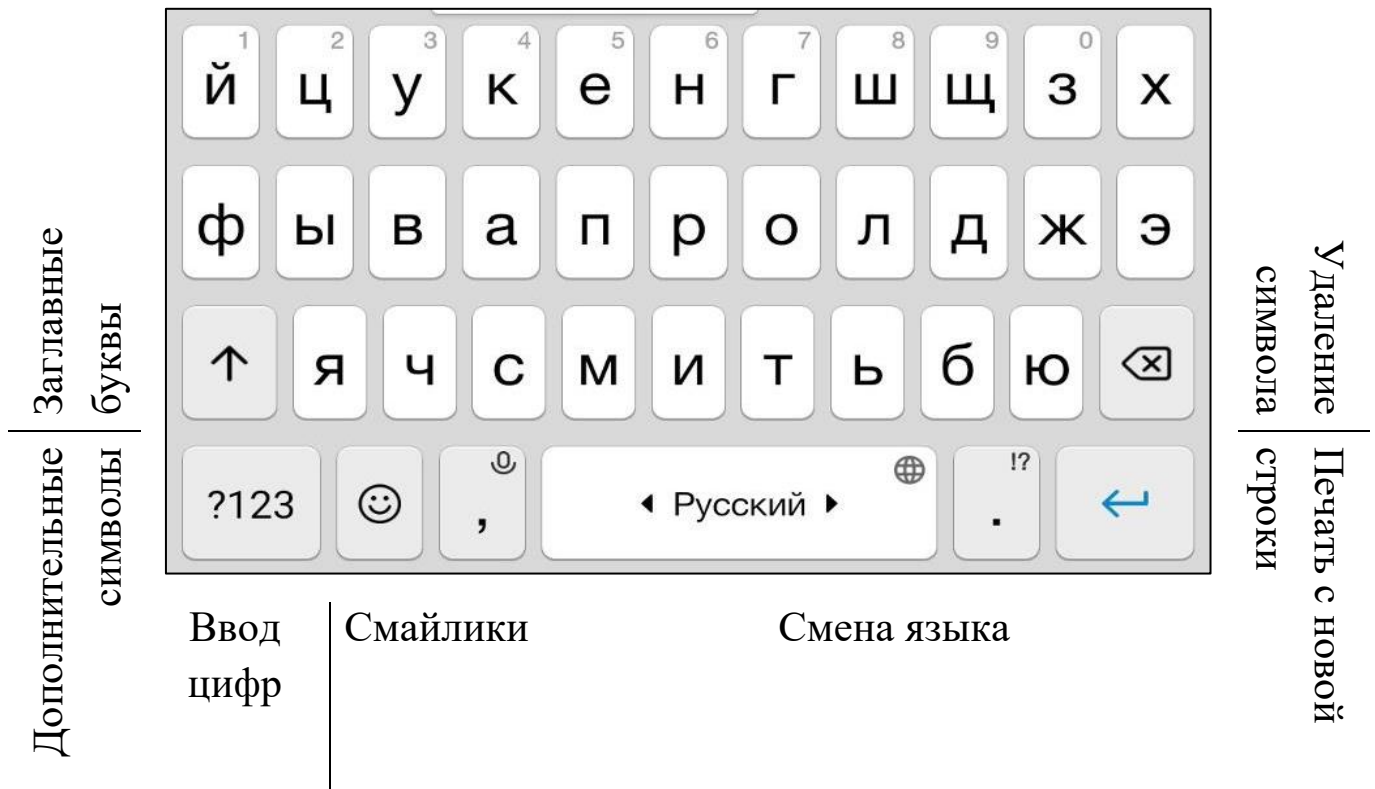 1 2 3 4 5 6 7 8 9 0
й ц у к е н г ш щ з х
ф ы в а п р о л д ж э
я ч с м и т ь б ю
!?
?123 , Русский .
Заглавные
буквы
Дополнительные
символы
Ввод
цифр
Смайлики
Смена языка
Удаление
символа
Печать с новой
строки